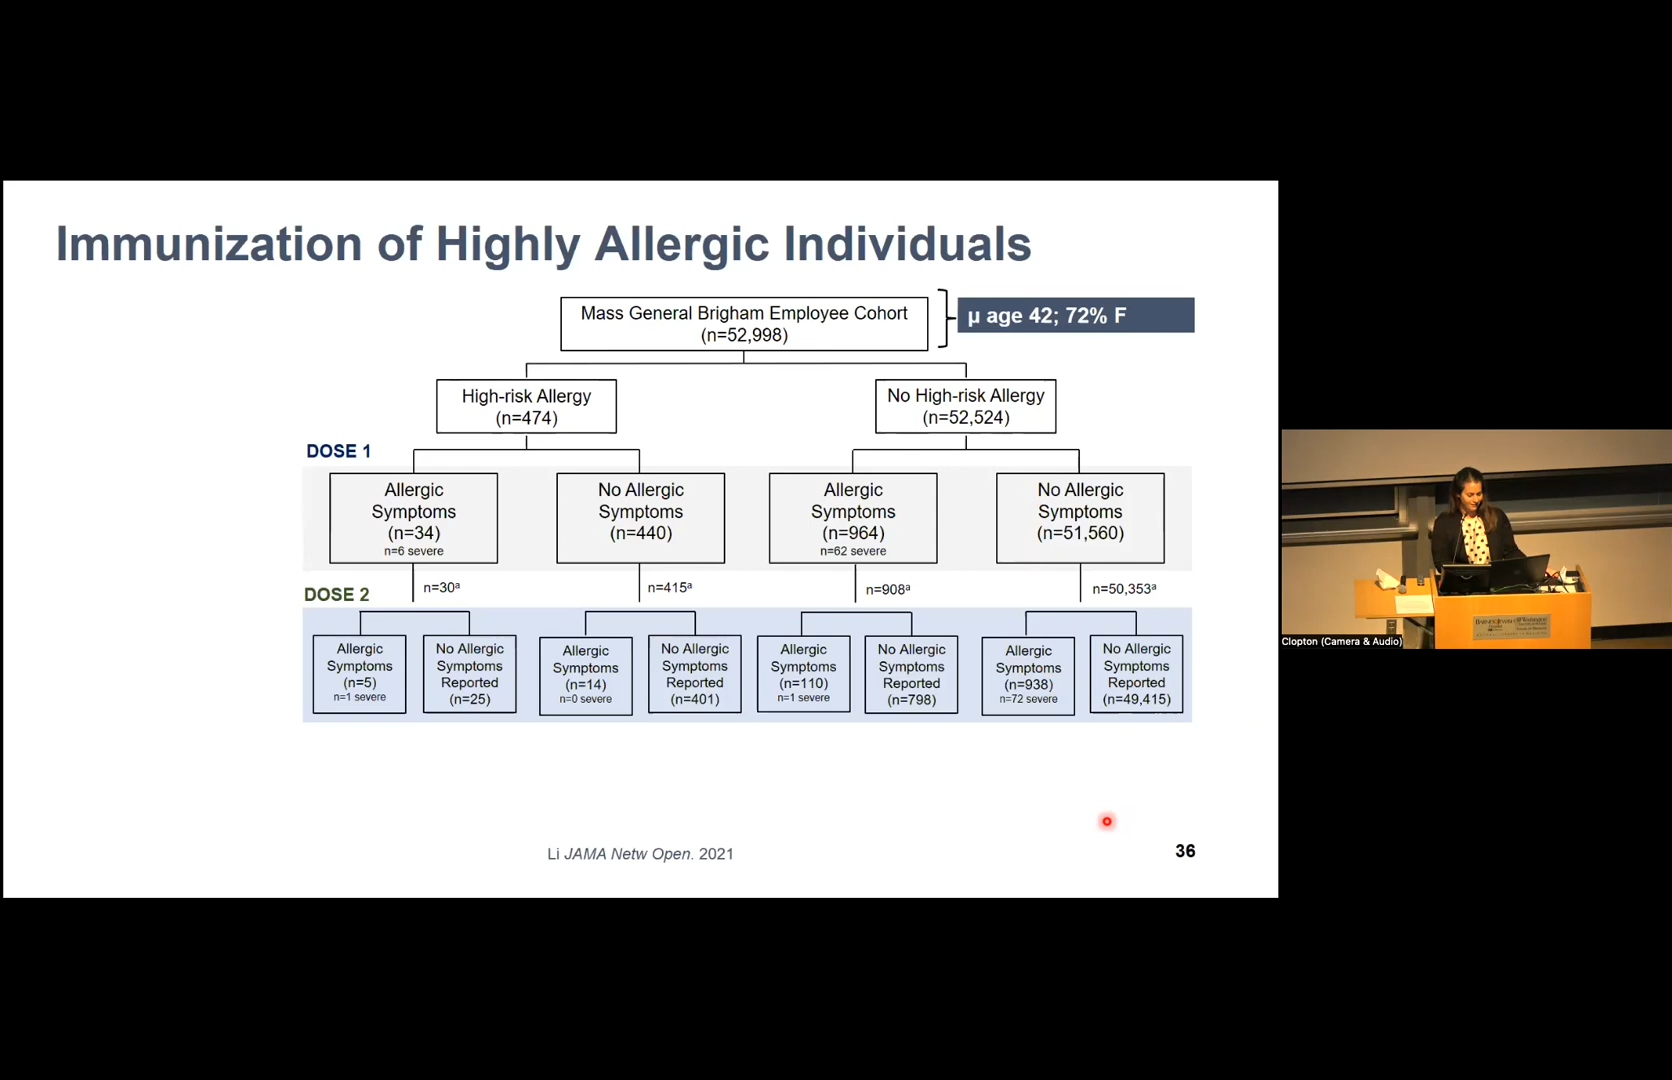 Immunization of Highly Allergic Individuals
Mass General Brigham Employee Cohort
(n=52,998)
µ age 42; 72% F
High-risk Allergy
(n=474)
No High-risk Allergy
(n=52,524)
DOSE 1
Allergic
Symptoms
(n=34)
n=6 severe
No Allergic
Symptoms
(n=440)
Allergic
Symptoms
(n=964)
n=62 severe
No Allergic
Symptoms
(n=51,560)
DOSE 2
n=30ª
n=415ª
n=908ª
n=50,353ª
Allergic
Symptoms
(n=5)
n=1 severe
No Allergic
Symptoms
Reported
(n=25)
Allergic
Symptoms
(n=14)
n=0 severe
No Allergic
Symptoms
Reported
(n=401)
Allergic
Symptoms
(n=110)
n=1 severe
No Allergic
Symptoms
Reported
(n=798)
Allergic
Symptoms
(n=938)
n=72 severe
No Allergic
Symptoms
Reported
(n=49,415)
Li JAMA Netw Open. 2021
36
Clopton (Camera & Audio)